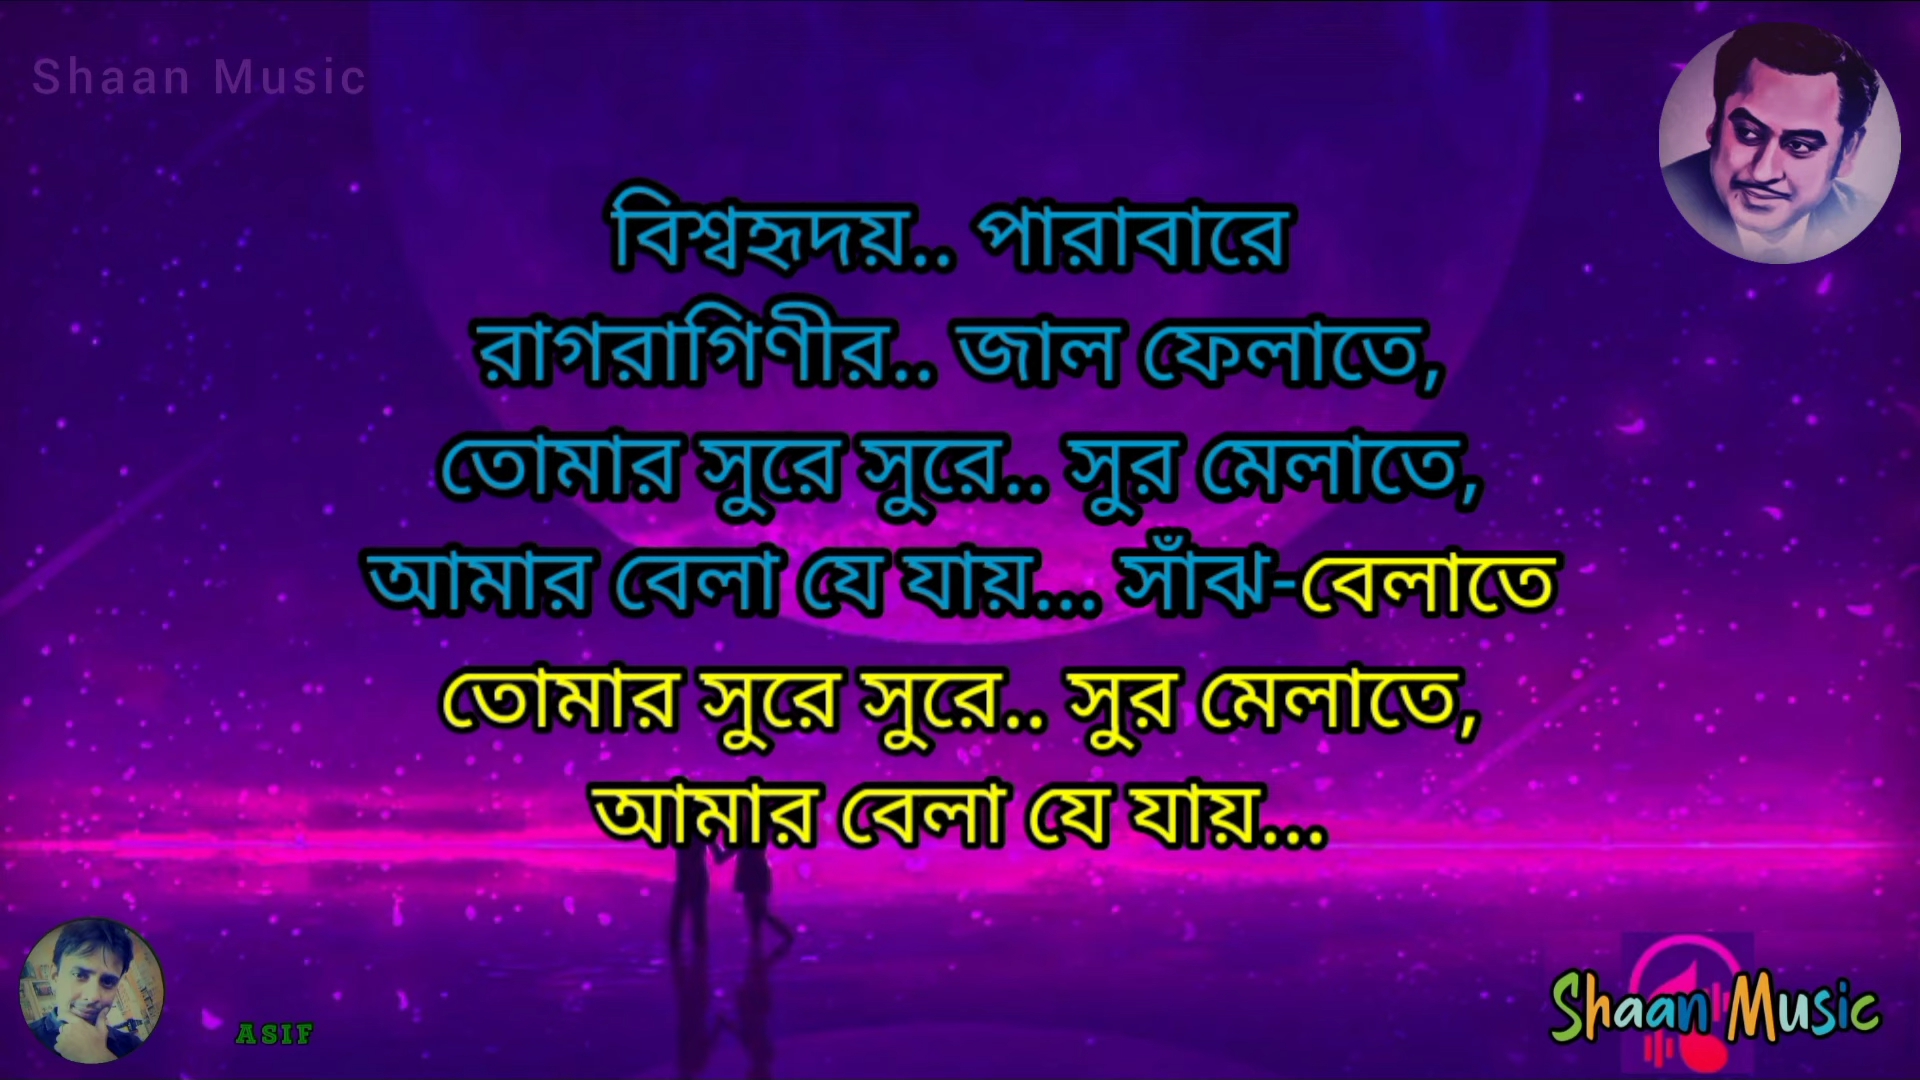 Shaan Music
বিশ্বহৃদয়.. পারাবারে
রাগরাগিণীর.. জাল ফেলাতে,
তোমার সুরে সুরে.. সুর মেলাতে,
আমার বেলা যে যায়... সাঁঝ-বেলাতে
তোমার সুরে সুরে.. সুর মেলাতে,
আমার বেলা যে যায়...
ASIF
Shaan Music